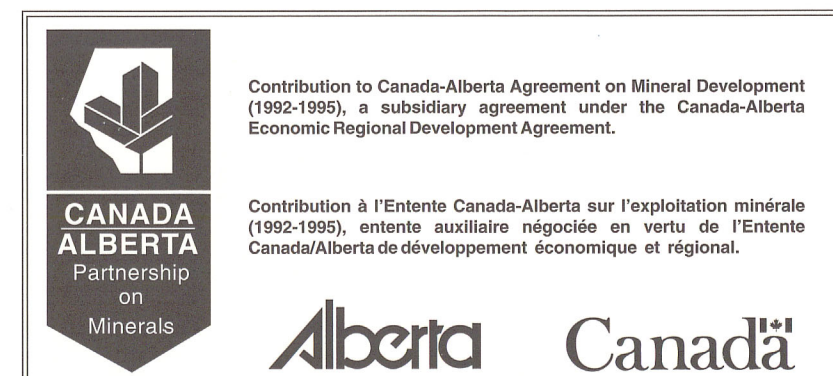 Contribution to Canada-Alberta Agreement on Mineral Development
(1992-1995), a subsidiary agreement under the Canada-Alberta
Economic Regional Development Agreement.
Contribution à l'Entente Canada-Alberta sur l'exploitation minérale
(1992-1995), entente auxiliaire négociée en vertu de l'Entente
Canada/Alberta de développement économique et régional.
CANADA
ALBERTA
Partnership
on
Minerals
Alberta
Canada